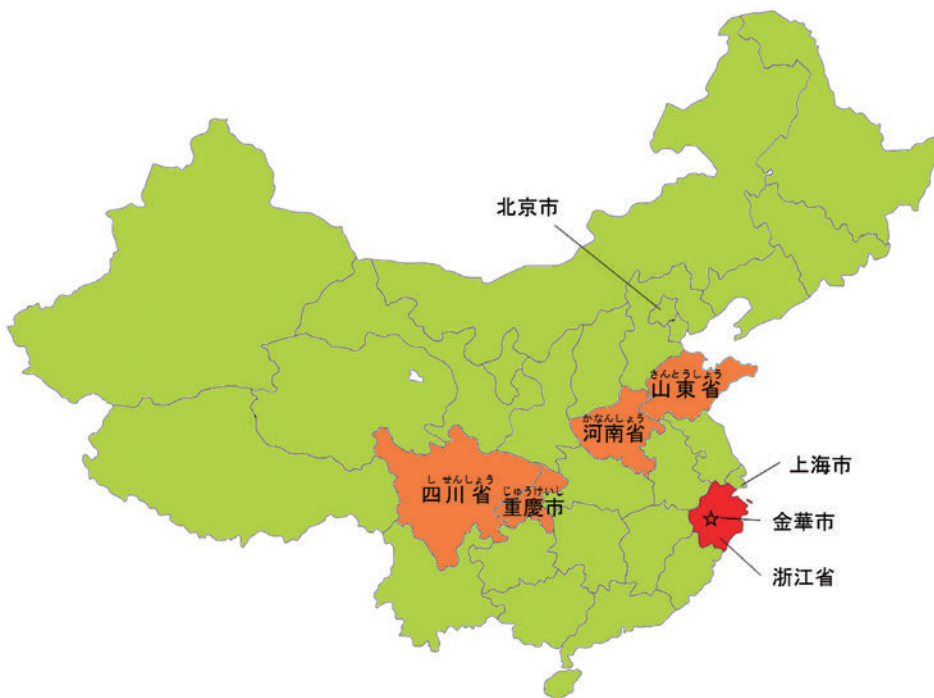 北京市
さんとうしょう
山東省
かなんしょう
河南省
上海市
しせんしょう
四川省
じゅうけいし
重慶市
金華市
浙江省